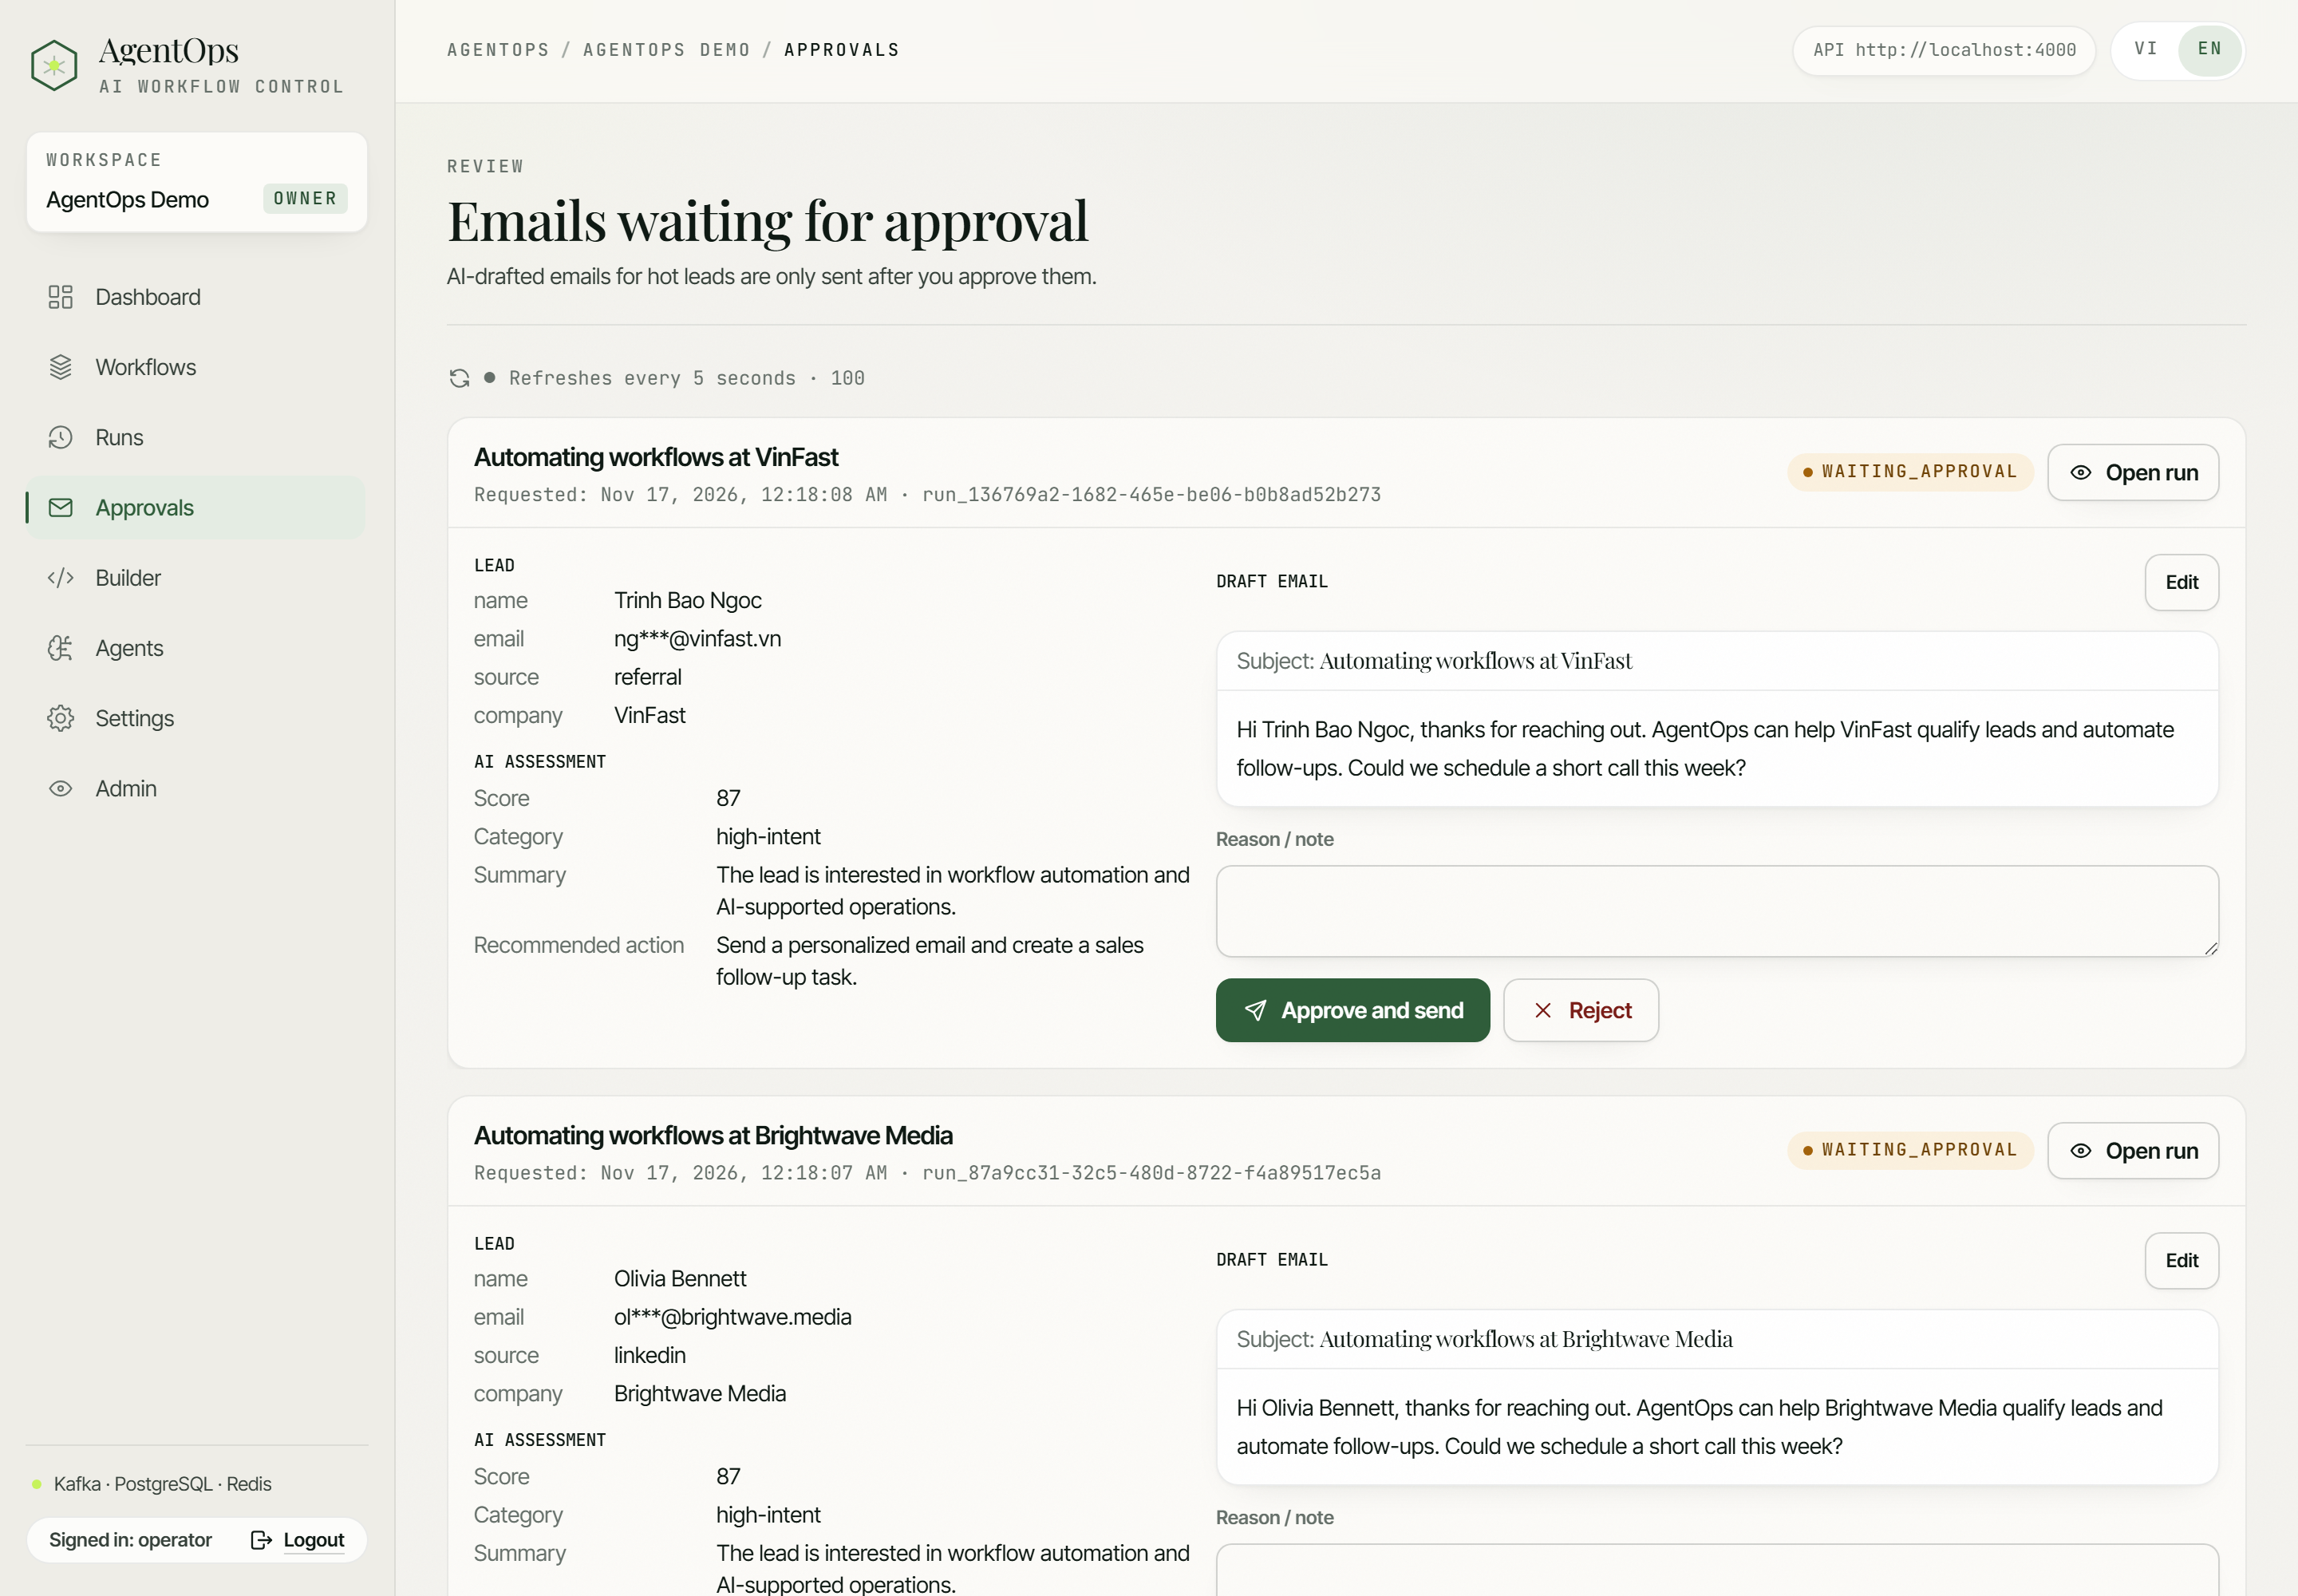 AgentOps
AI WORKFLOW CONTROL
WORKSPACE
AgentOps Demo OWNER
Dashboard
Workflows
Runs
Approvals
Builder
Agents
Settings
Admin
Kafka · PostgreSQL · Redis
Signed in: operator Logout
AGENTOPS / AGENTOPS DEMO / APPROVALS
API http://localhost:4000 VI EN
REVIEW
Emails waiting for approval
AI-drafted emails for hot leads are only sent after you approve them.
Refreshes every 5 seconds · 100
Automating workflows at VinFast
Requested: Nov 17, 2026, 12:18:08 AM · run_136769a2-1682-465e-be06-b0b8ad52b273
WAITING_APPROVAL Open run
LEAD
name Trinh Bao Ngoc
email ng***@vinfast.vn
source referral
company VinFast
AI ASSESSMENT
Score 87
Category high-intent
Summary The lead is interested in workflow automation and
AI-supported operations.
Recommended action Send a personalized email and create a sales
follow-up task.
DRAFT EMAIL Edit
Subject: Automating workflows at VinFast
Hi Trinh Bao Ngoc, thanks for reaching out. AgentOps can help VinFast qualify leads and automate
follow-ups. Could we schedule a short call this week?
Reason / note
Approve and send Reject
Automating workflows at Brightwave Media
Requested: Nov 17, 2026, 12:18:07 AM · run_87a9cc31-32c5-480d-8722-f4a89517ec5a
WAITING_APPROVAL Open run
LEAD
name Olivia Bennett
email ol***@brightwave.media
source linkedin
company Brightwave Media
AI ASSESSMENT
Score 87
Category high-intent
Summary The lead is interested in workflow automation and
AI-supported operations.
DRAFT EMAIL Edit
Subject: Automating workflows at Brightwave Media
Hi Olivia Bennett, thanks for reaching out. AgentOps can help Brightwave Media qualify leads and
automate follow-ups. Could we schedule a short call this week?
Reason / note